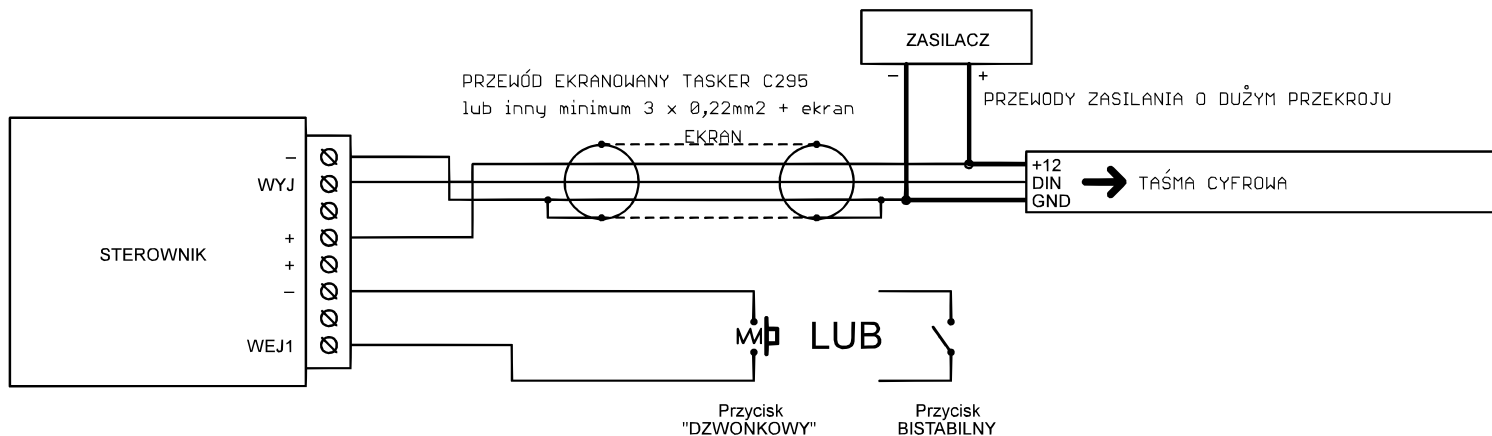 ZASILACZ
– +
PRZEWÓD EKRANOWANY TASKER C295
lub inny minimum 3 x 0,22mm2 + ekran
EKRAN
PRZEWODY ZASILANIA O DUŻYM PRZEKROJU
STEROWNIK
–
WYJ
+
+
–
WEJ1
+12
DIN
GND
TAŚMA CYFROWA
LUB
Przycisk
"DZWONKOWY"
Przycisk
BISTABILNY